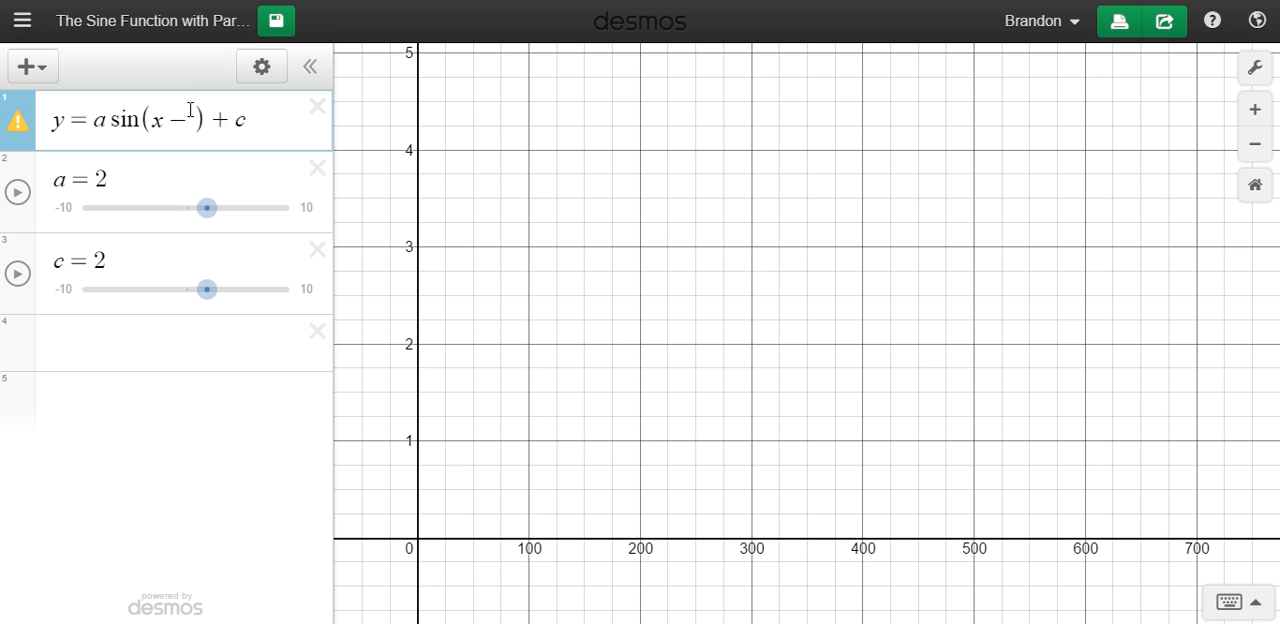 The Sine Function with Par...
desmos
Brandon
1
y = a sin(x − ) + c
2
a = 2
-10 10
3
c = 2
-10 10
4
5
powered by
desmos
5
4
3
2
1
0 100 200 300 400 500 600 700